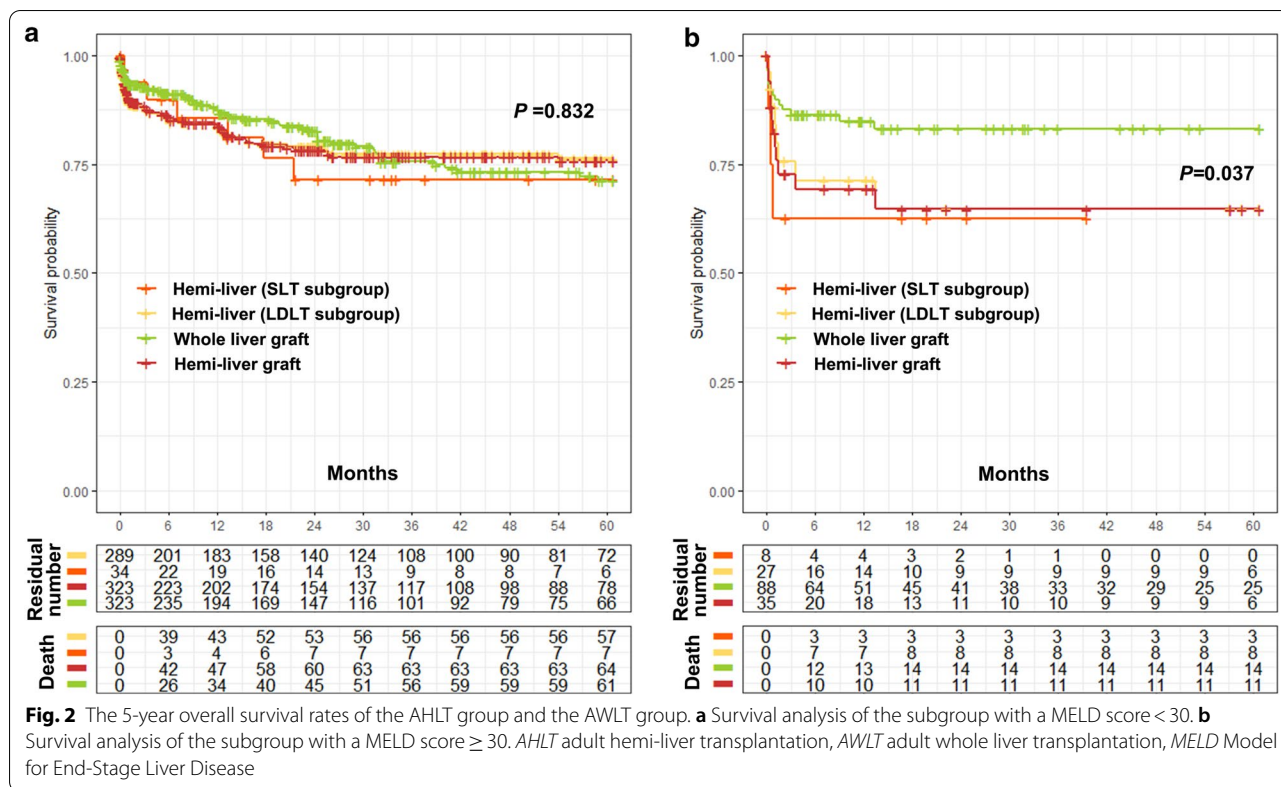 a
1.00
0.75
0.50
0.25
0.00
Survival probability
P =0.832
Hemi-liver (SLT subgroup)
Hemi-liver (LDLT subgroup)
Whole liver graft
Hemi-liver graft
Months
0 6 12 18 24 30 36 42 48 54 60
Residual number
289 201 183 158 140 124 108 100 90 81 72
34 22 19 16 14 13 9 8 8 7 6
323 223 202 174 154 137 117 108 98 88 78
323 235 194 169 147 116 101 92 79 75 66
Death
0 39 43 52 53 56 56 56 56 56 57
0 3 4 6 7 7 7 7 7 7 7
0 42 47 58 60 63 63 63 63 63 64
0 26 34 40 45 51 56 59 59 59 61
b
1.00
0.75
0.50
0.25
0.00
Survival probability
P=0.037
Hemi-liver (SLT subgroup)
Hemi-liver (LDLT subgroup)
Whole liver graft
Hemi-liver graft
Months
0 6 12 18 24 30 36 42 48 54 60
Residual number
8 4 4 3 2 1 1 0 0 0 0
27 16 14 10 9 9 9 9 9 9 6
88 64 51 45 41 38 33 32 29 25 25
35 20 18 13 11 10 10 9 9 9 6
Death
0 3 3 3 3 3 3 3 3 3 3
0 7 7 8 8 8 8 8 8 8 8
0 12 13 14 14 14 14 14 14 14 14
0 10 10 11 11 11 11 11 11 11 11
Fig. 2 The 5-year overall survival rates of the AHLT group and the AWLT group. a Survival analysis of the subgroup with a MELD score < 30. b
Survival analysis of the subgroup with a MELD score ≥ 30. AHLT adult hemi-liver transplantation, AWLT adult whole liver transplantation, MELD Model
for End-Stage Liver Disease